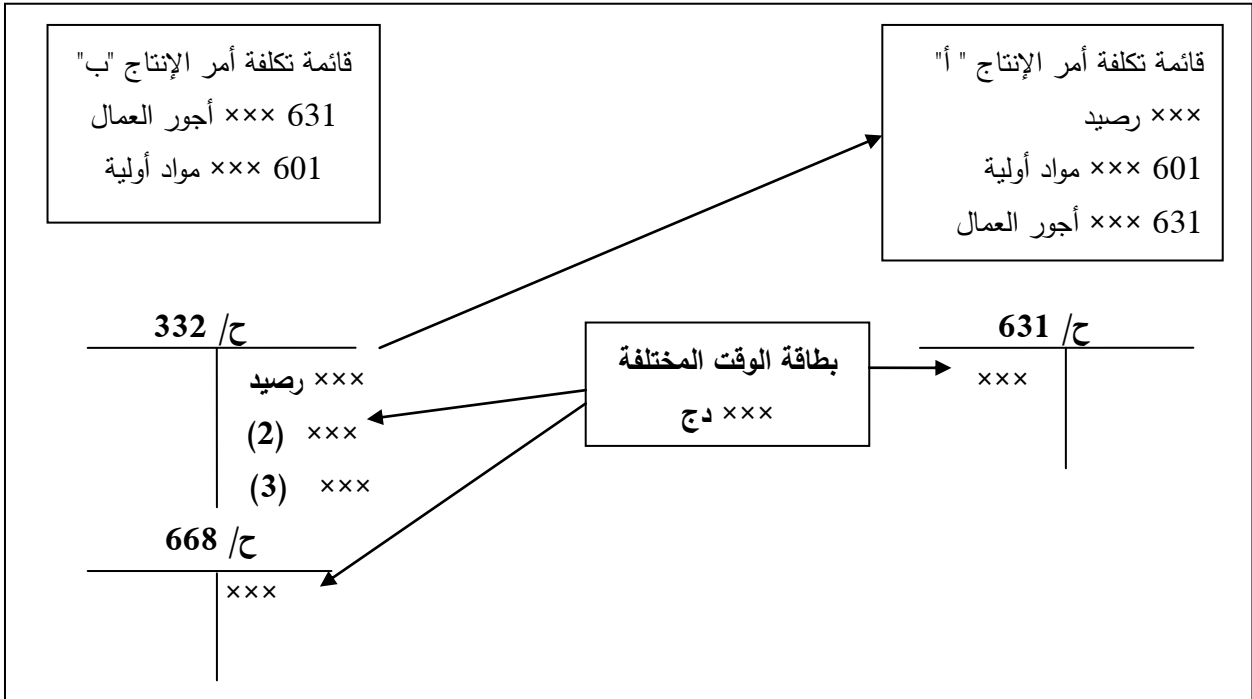 قائمة تكلفة أمر الإنتاج " أ"
××× رصيد
601 ××× مواد أولية
631 ××× أجور العمال
قائمة تكلفة أمر الإنتاج "ب"
631 ××× أجور العمال
601 ××× مواد أولية
ح/ 631
×××
بطاقة الوقت المختلفة
××× دج
ح/ 332
××× رصيد
××× (2)
××× (3)
ح/ 668
×××